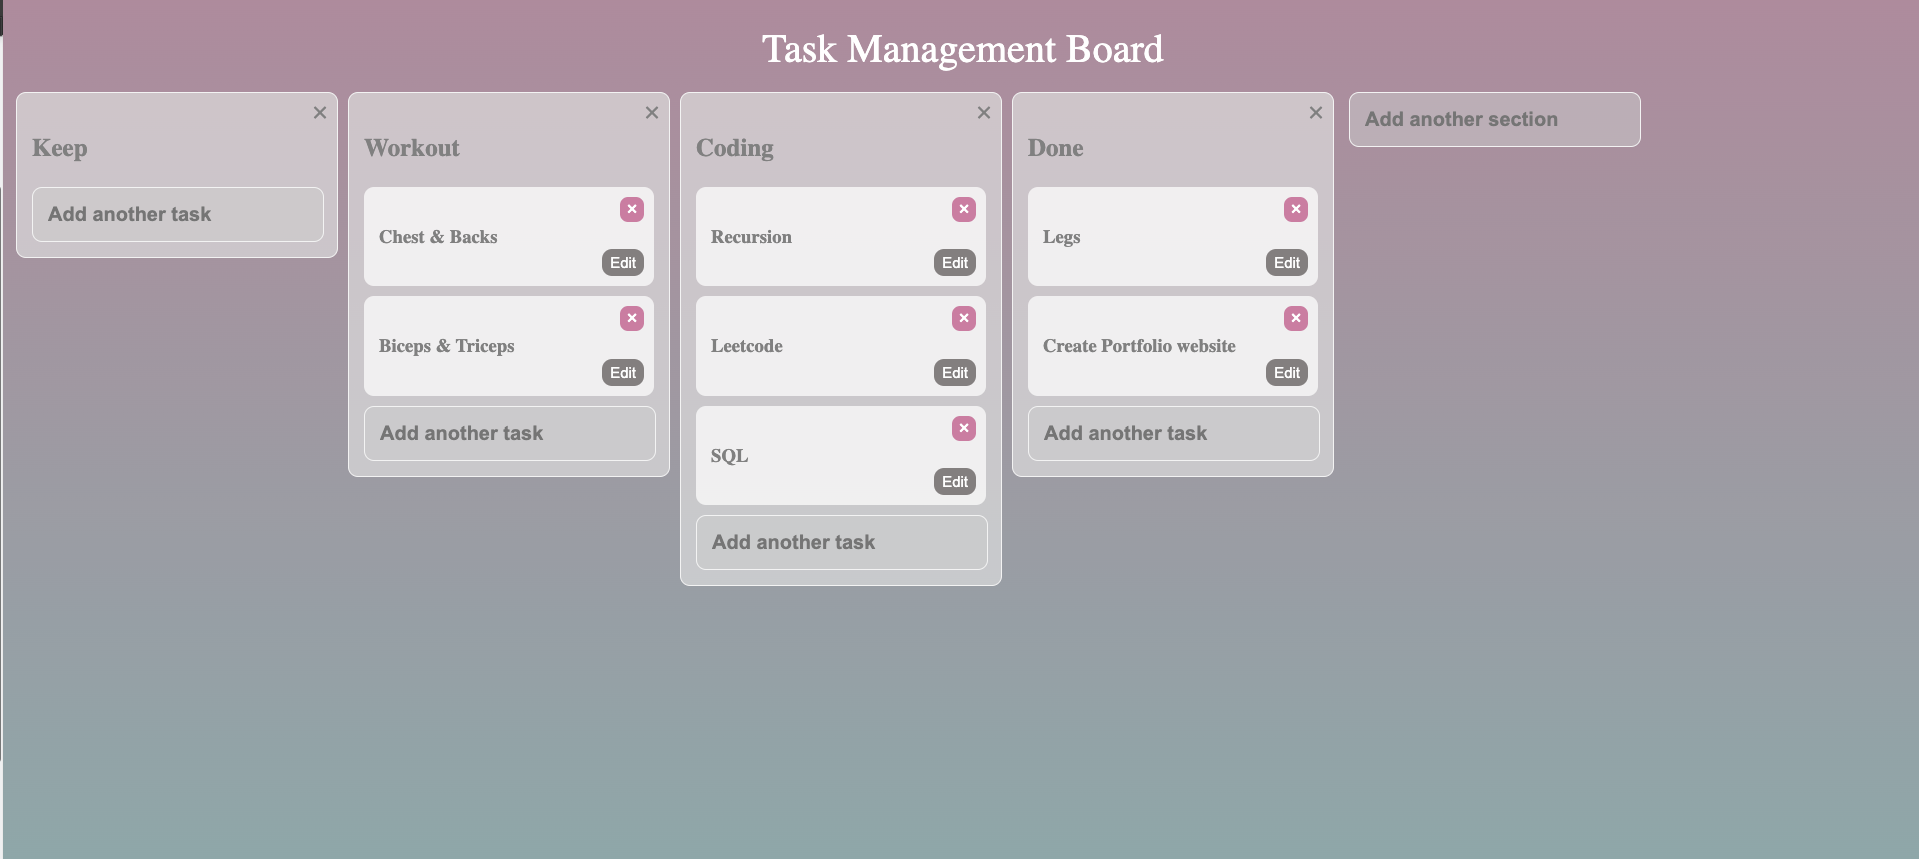 Task Management Board
Keep
Add another task
Workout
Chest & Backs
Edit
Biceps & Triceps
Edit
Add another task
Coding
Recursion
Edit
Leetcode
Edit
SQL
Edit
Add another task
Done
Legs
Edit
Create Portfolio website
Edit
Add another task
Add another section